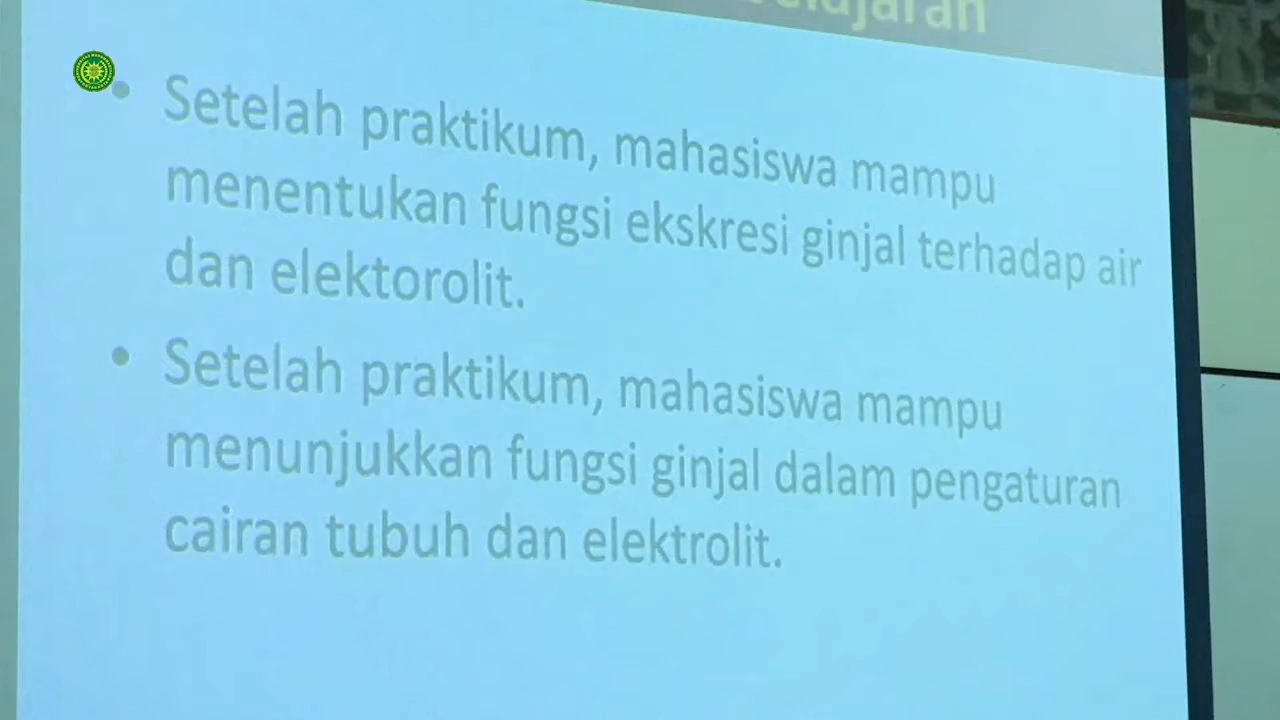 Setelah praktikum, mahasiswa mampu
menentukan fungsi ekskresi ginjal terhadap air
dan elektorolit.
Setelah praktikum, mahasiswa mampu
menunjukkan fungsi ginjal dalam pengaturan
cairan tubuh dan elektrolit.